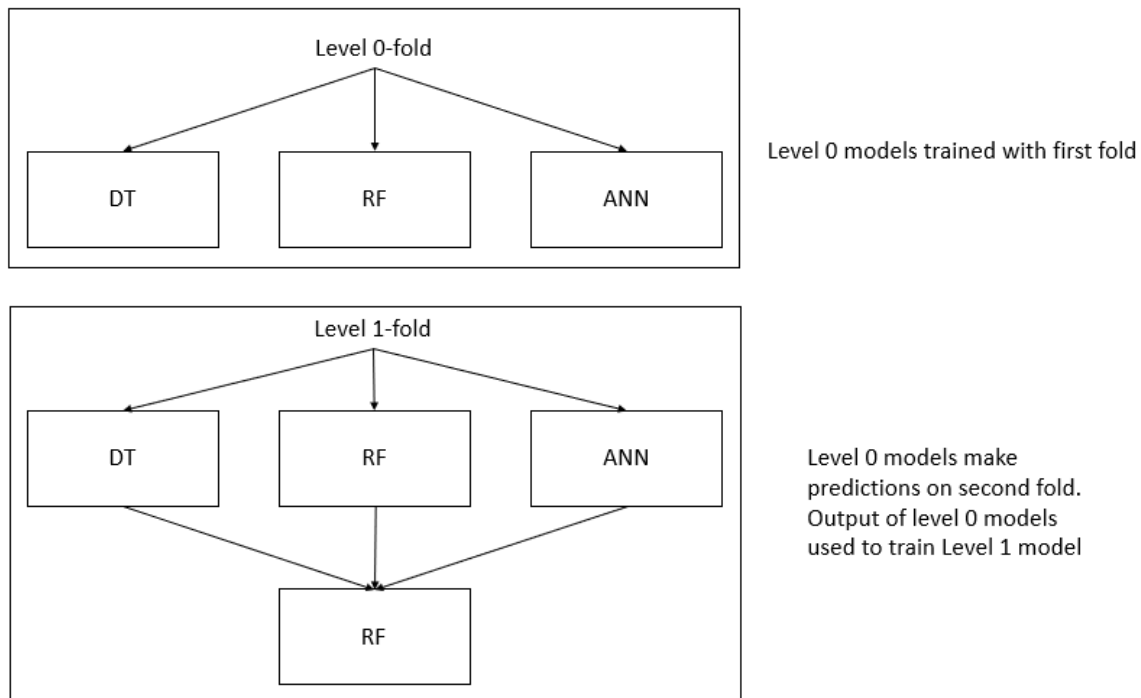 Level 0-fold
DT
RF
ANN
Level 0 models trained with first fold
Level 1-fold
DT
RF
ANN
Level 0 models make
predictions on second fold.
Output of level 0 models
used to train Level 1 model
RF